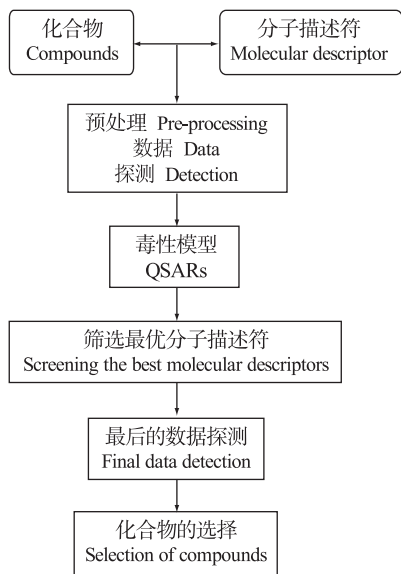 化合物
Compounds
分子描述符
Molecular descriptor
预处理 Pre-processing
数据 Data
探测 Detection
毒性模型
QSARs
筛选最优分子描述符
Screening the best molecular descriptors
最后的数据探测
Final data detection
化合物的选择
Selection of compounds